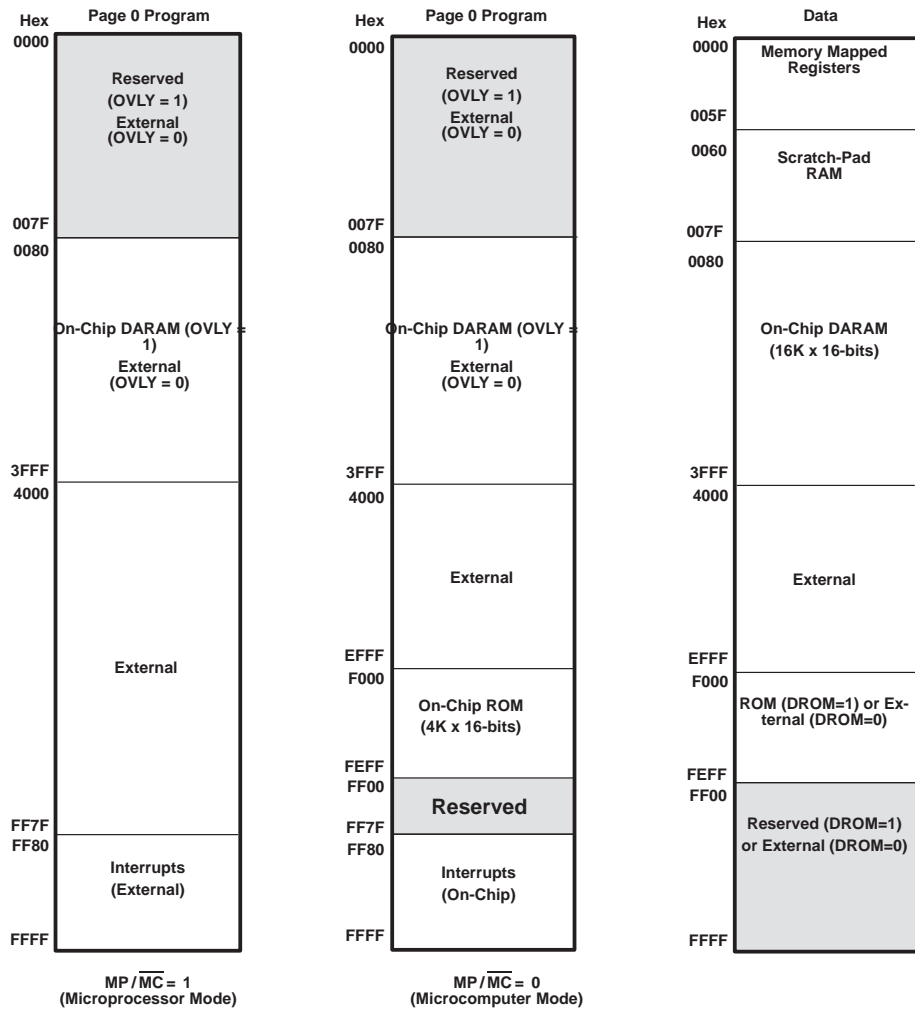 Hex
Page 0 Program
0000
Reserved
(OVLY = 1)
External
(OVLY = 0)
007F
0080
On-Chip DARAM (OVLY =
1)
External
(OVLY = 0)
3FFF
4000
External
FF7F
FF80
Interrupts
(External)
FFFF
MP/M̅C̅ = 1
(Microprocessor Mode)
Hex
Page 0 Program
0000
Reserved
(OVLY = 1)
External
(OVLY = 0)
007F
0080
On-Chip DARAM (OVLY =
1)
External
(OVLY = 0)
3FFF
4000
External
EFFF
F000
On-Chip ROM
(4K x 16-bits)
FEFF
FF00
Reserved
FF7F
FF80
Interrupts
(On-Chip)
FFFF
MP/M̅C̅ = 0
(Microcomputer Mode)
Hex
Data
0000
Memory Mapped
Registers
005F
0060
Scratch-Pad
RAM
007F
0080
On-Chip DARAM
(16K x 16-bits)
3FFF
4000
External
EFFF
F000
ROM (DROM=1) or Ex-
ternal (DROM=0)
FEFF
FF00
Reserved (DROM=1)
or External (DROM=0)
FFFF